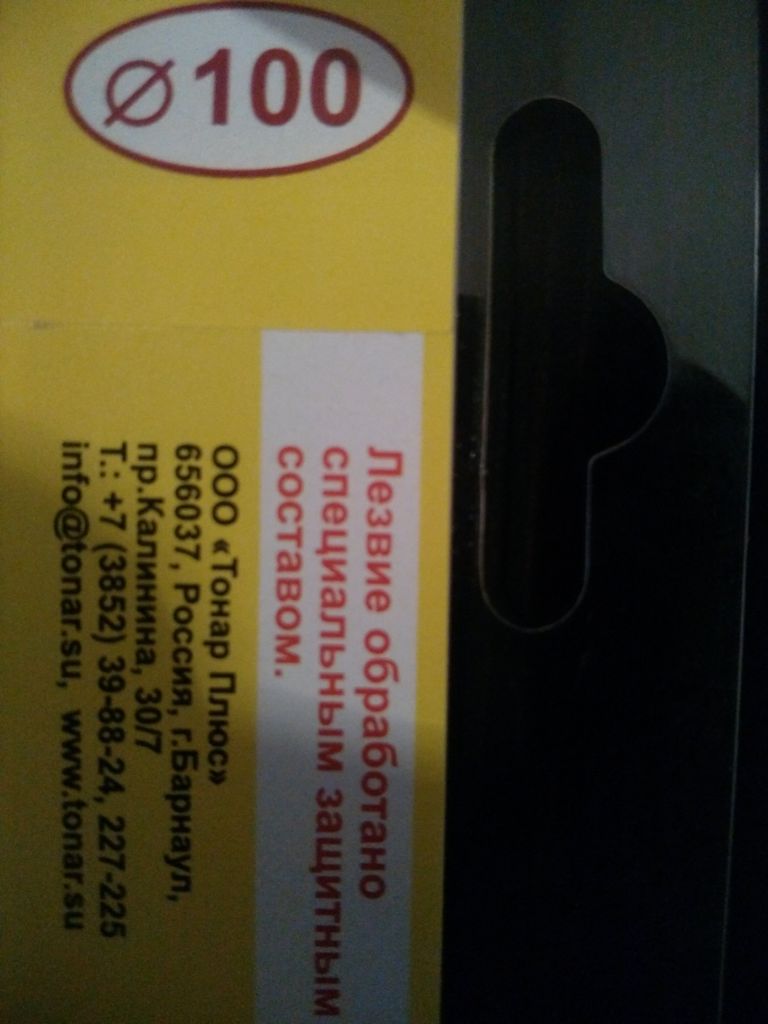 ⌀100
Лезвие обработано
специальным защитным
составом.
ООО «Тонар Плюс»
656037, Россия, г.Барнаул,
пр.Калинина, 30/7
Т.: +7 (3852) 39-88-24, 227-225
info@tonar.su, www.tonar.su